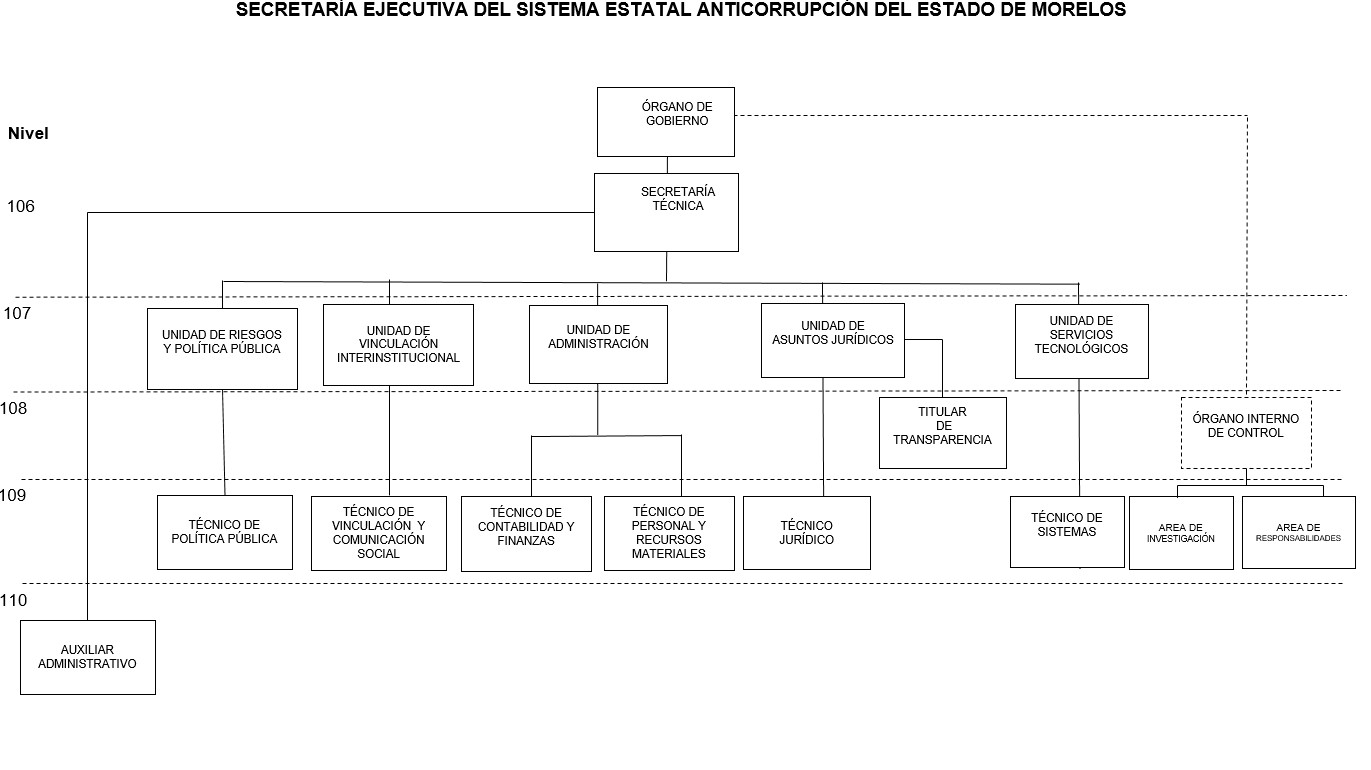 SECRETARÍA EJECUTIVA DEL SISTEMA ESTATAL ANTICORRUPCIÓN DEL ESTADO DE MORELOS
ÓRGANO DE
GOBIERNO
Nivel
106
SECRETARÍA
TÉCNICA
107
UNIDAD DE RIESGOS
Y POLÍTICA PÚBLICA
UNIDAD DE
VINCULACIÓN
INTERINSTITUCIONAL
UNIDAD DE
ADMINISTRACIÓN
UNIDAD DE
ASUNTOS JURÍDICOS
UNIDAD DE
SERVICIOS
TECNOLÓGICOS
108
TITULAR
DE
TRANSPARENCIA
ÓRGANO INTERNO
DE CONTROL
109
TÉCNICO DE
POLÍTICA PÚBLICA
TÉCNICO DE
VINCULACIÓN Y
COMUNICACIÓN
SOCIAL
TÉCNICO DE
CONTABILIDAD Y
FINANZAS
TÉCNICO DE
PERSONAL Y
RECURSOS
MATERIALES
TÉCNICO
JURÍDICO
TÉCNICO DE
SISTEMAS
AREA DE
INVESTIGACIÓN
AREA DE
RESPONSABILIDADES
110
AUXILIAR
ADMINISTRATIVO